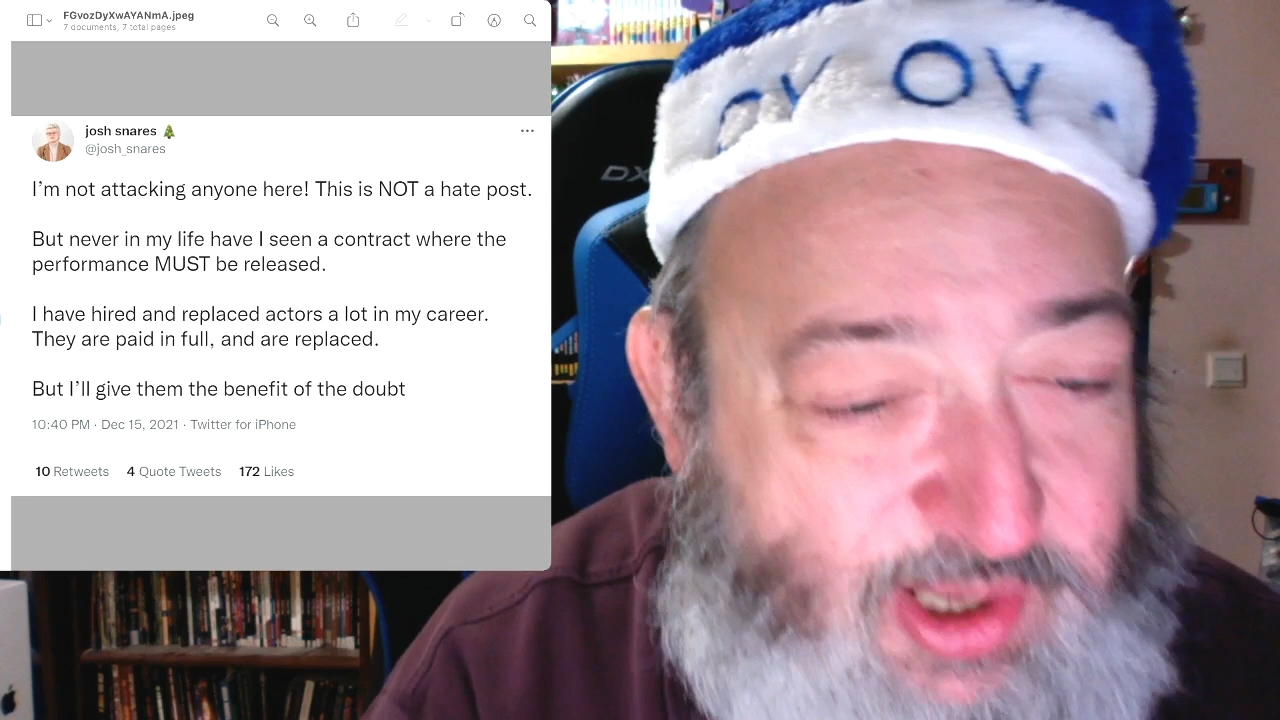 FGvozDyXwAYANmA.jpeg
7 documents, 7 total pages
josh snares
@josh_snares
I'm not attacking anyone here! This is NOT a hate post.
But never in my life have I seen a contract where the
performance MUST be released.
I have hired and replaced actors a lot in my career.
They are paid in full, and are replaced.
But I'll give them the benefit of the doubt
10:40 PM · Dec 15, 2021 · Twitter for iPhone
10 Retweets 4 Quote Tweets 172 Likes
OY OY
DX